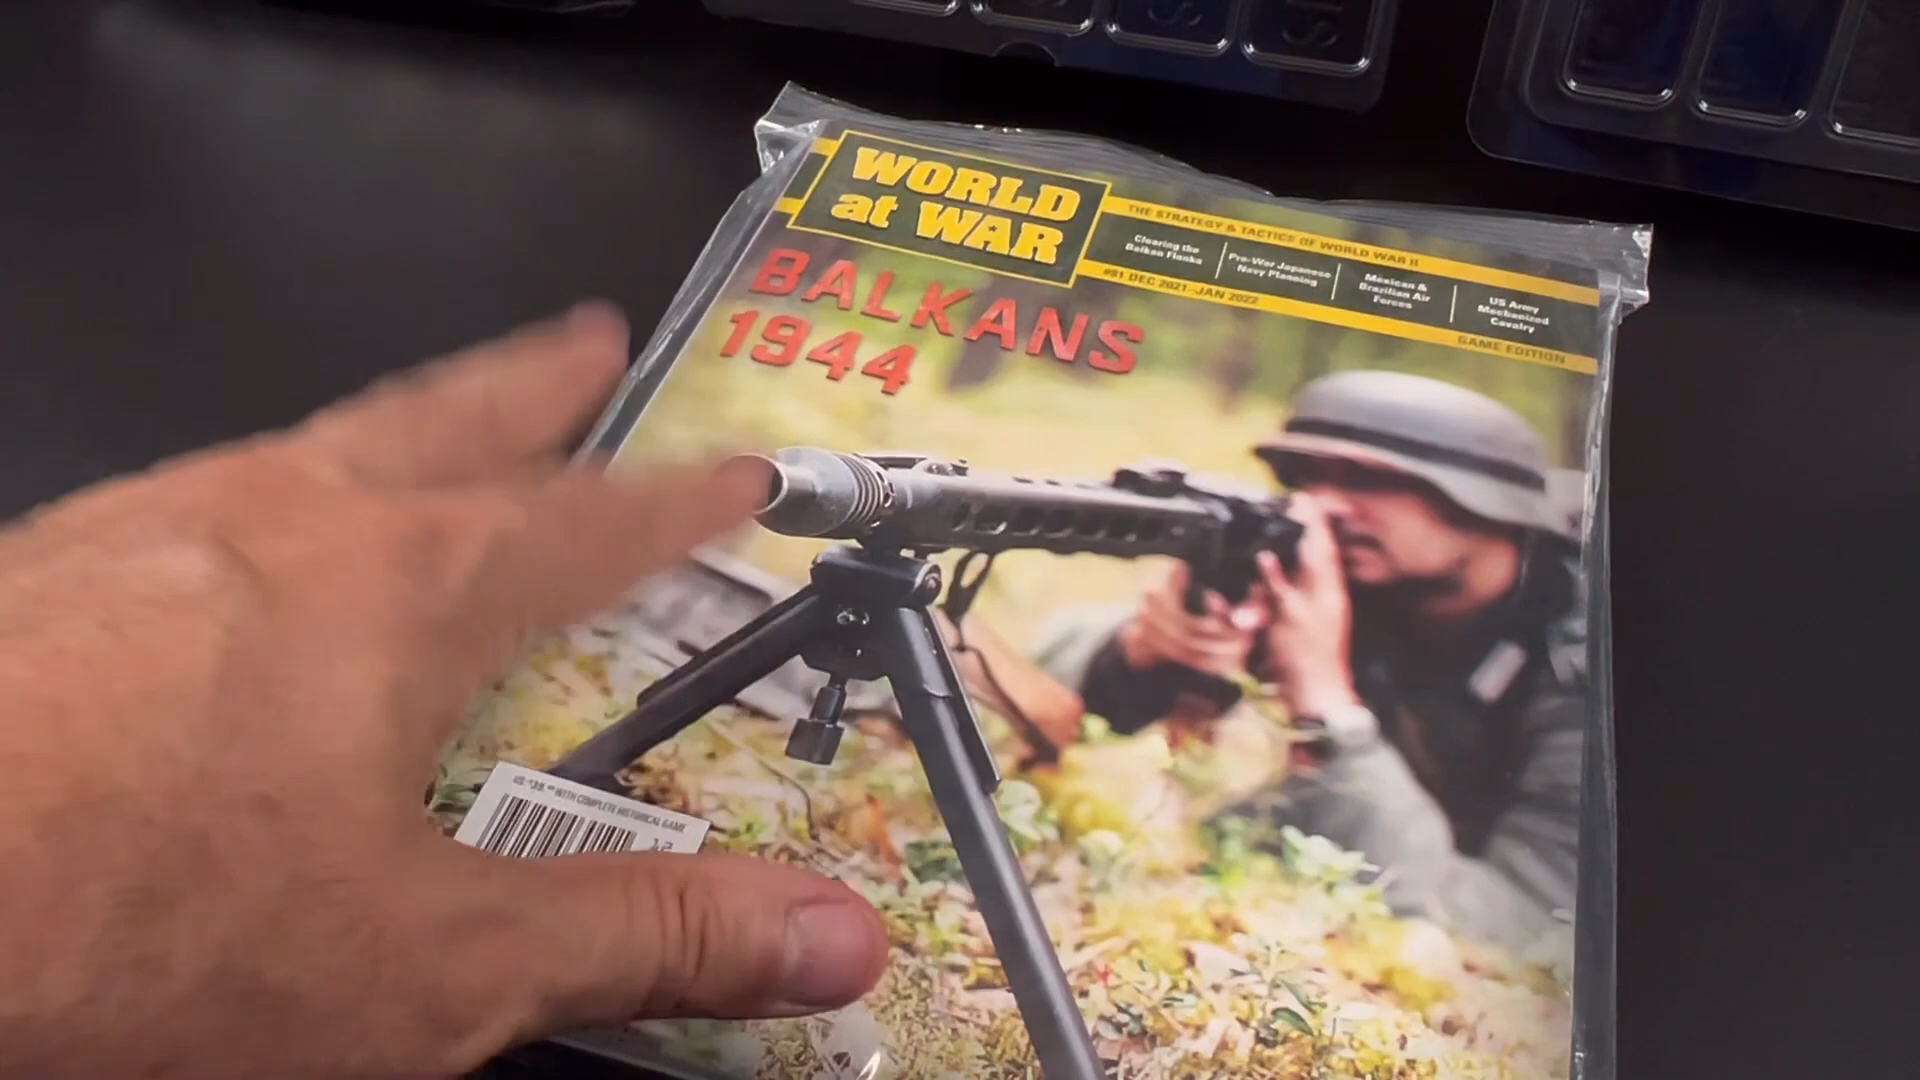 WORLD
at WAR
THE STRATEGY & TACTICS OF WORLD WAR II
Clearing the
Balkan Flanks
Pre-War Japanese
Navy Planning
Mexican &
Brazilian Air
Forces
US Army
Mechanized
Cavalry
#81 DEC 2021–JAN 2022
GAME EDITION
BALKANS
1944
WITH COMPLETE HISTORICAL GAME
12